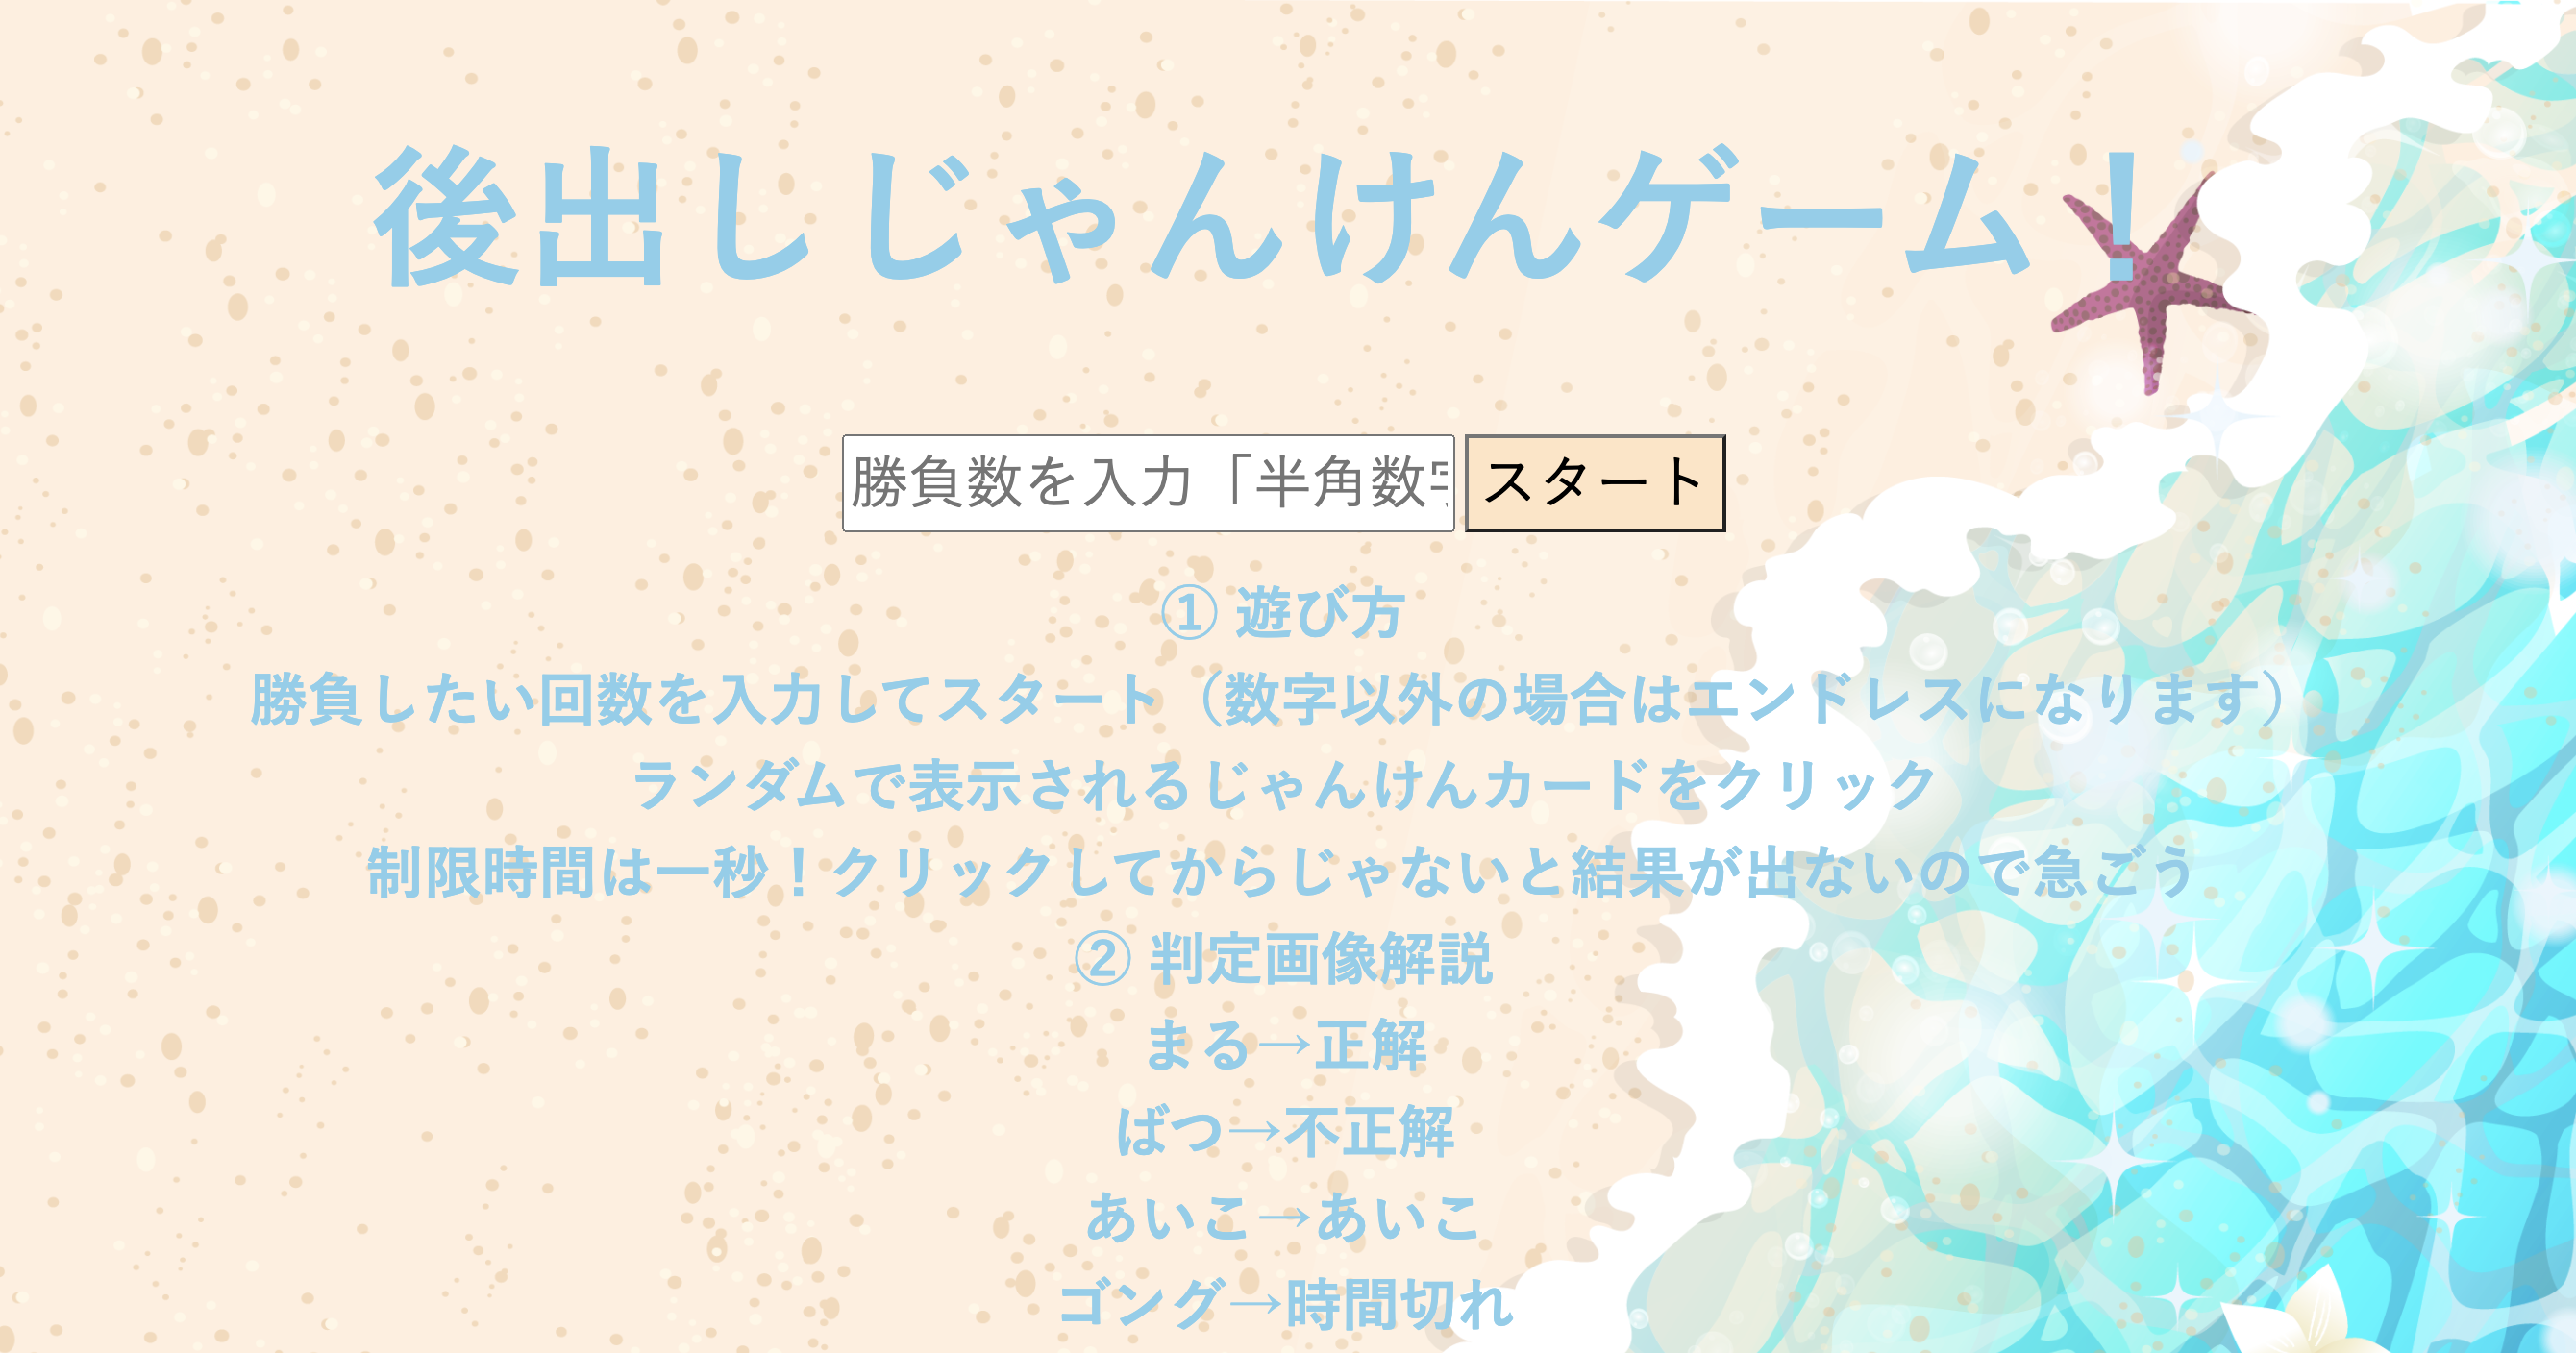 後出しじゃんけんゲーム！
勝負数を入力「半角数
スタート
① 遊び方
勝負したい回数を入力してスタート（数字以外の場合はエンドレスになります）
ランダムで表示されるじゃんけんカードをクリック
制限時間は一秒！クリックしてからじゃないと結果が出ないので急ごう
② 判定画像解説
まる→正解
ばつ→不正解
あいこ→あいこ
ゴング→時間切れ